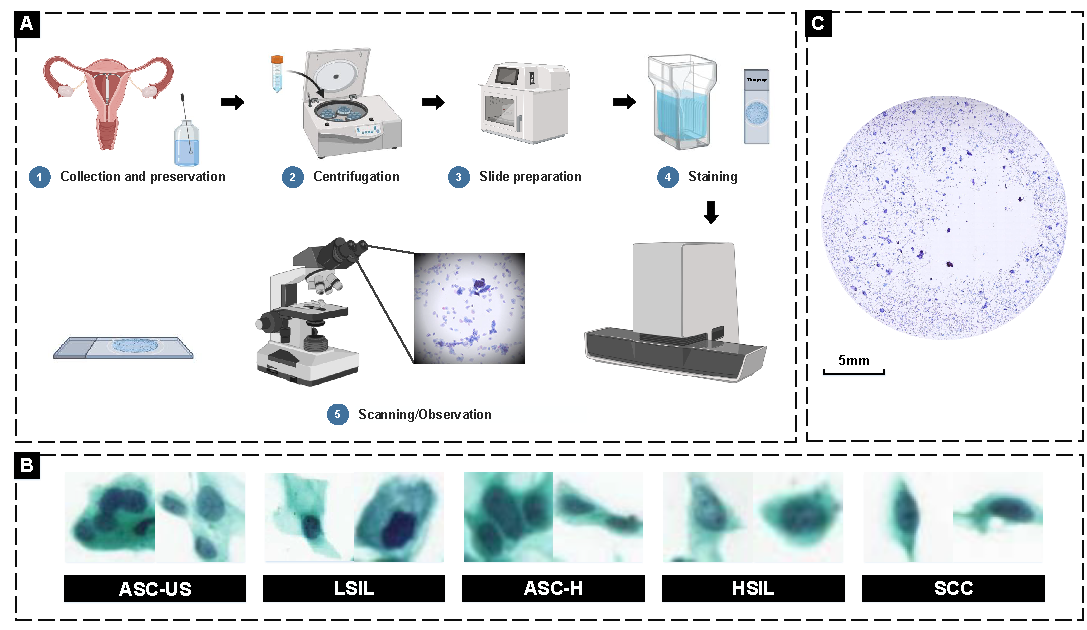 A
C
1 Collection and preservation
2 Centrifugation
3 Slide preparation
4 Staining
5 Scanning/Observation
5mm
B
ASC-US
LSIL
ASC-H
HSIL
SCC